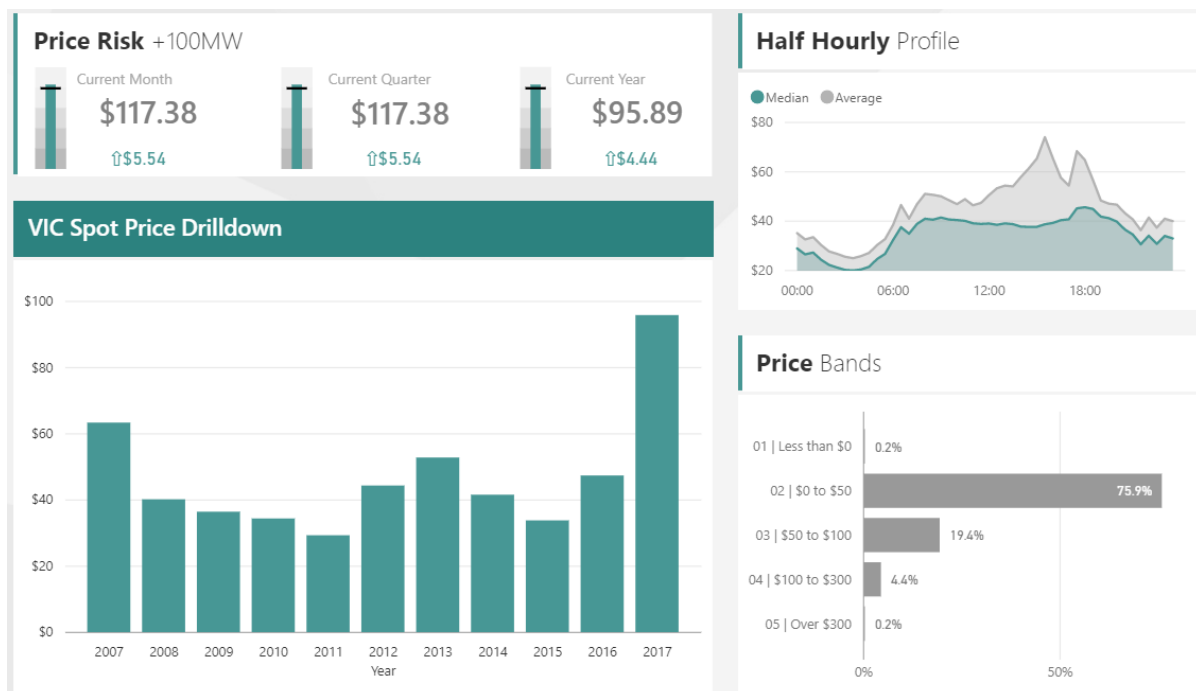 Price Risk +100MW
Current Month
$117.38
⇧$5.54
Current Quarter
$117.38
⇧$5.54
Current Year
$95.89
⇧$4.44
VIC Spot Price Drilldown
$100
$80
$60
$40
$20
$0
2007 2008 2009 2010 2011 2012 2013 2014 2015 2016 2017
Year
Half Hourly Profile
Median Average
$80
$60
$40
$20
00:00 06:00 12:00 18:00
Price Bands
01 | Less than $0 0.2%
02 | $0 to $50 75.9%
03 | $50 to $100 19.4%
04 | $100 to $300 4.4%
05 | Over $300 0.2%
0% 50%